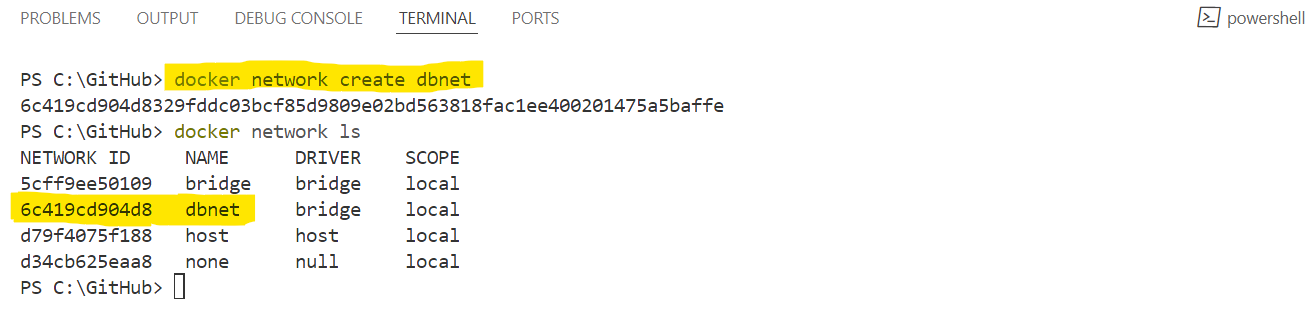 PROBLEMS OUTPUT DEBUG CONSOLE TERMINAL PORTS powershell
PS C:\GitHub> docker network create dbnet
6c419cd904d8329fddc03bcf85d9809e02bd563818fac1ee400201475a5baffe
PS C:\GitHub> docker network ls
NETWORK ID NAME DRIVER SCOPE
5cff9ee50109 bridge bridge local
6c419cd904d8 dbnet bridge local
d79f4075f188 host host local
d34cb625eaa8 none null local
PS C:\GitHub>